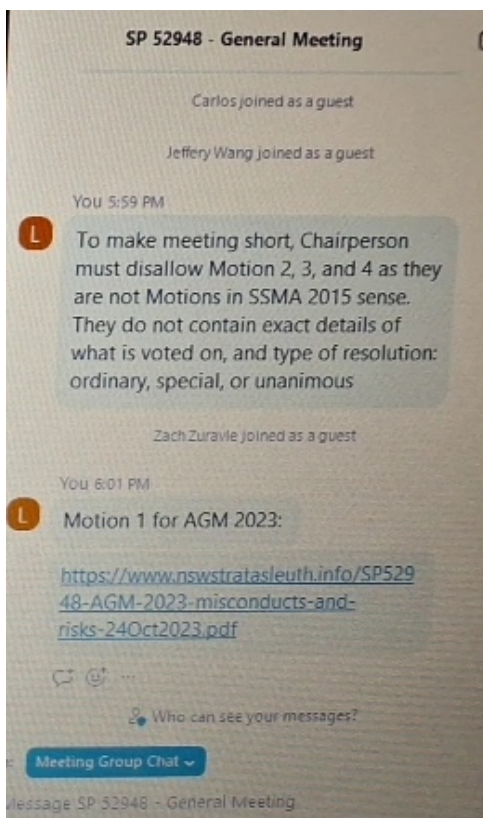 SP 52948 - General Meeting
Carlos joined as a guest
Jeffery Wang joined as a guest
You 5:59 PM
L
To make meeting short, Chairperson
must disallow Motion 2, 3, and 4 as they
are not Motions in SSMA 2015 sense.
They do not contain exact details of
what is voted on, and type of resolution:
ordinary, special, or unanimous
Zach Zuravle joined as a guest
You 6:01 PM
L
Motion 1 for AGM 2023:
https://www.nswstratasleuth.info/SP529
48-AGM-2023-misconducts-and-
risks-24Oct2023.pdf
Who can see your messages?
Meeting Group Chat
Message SP 52948 - General Meeting